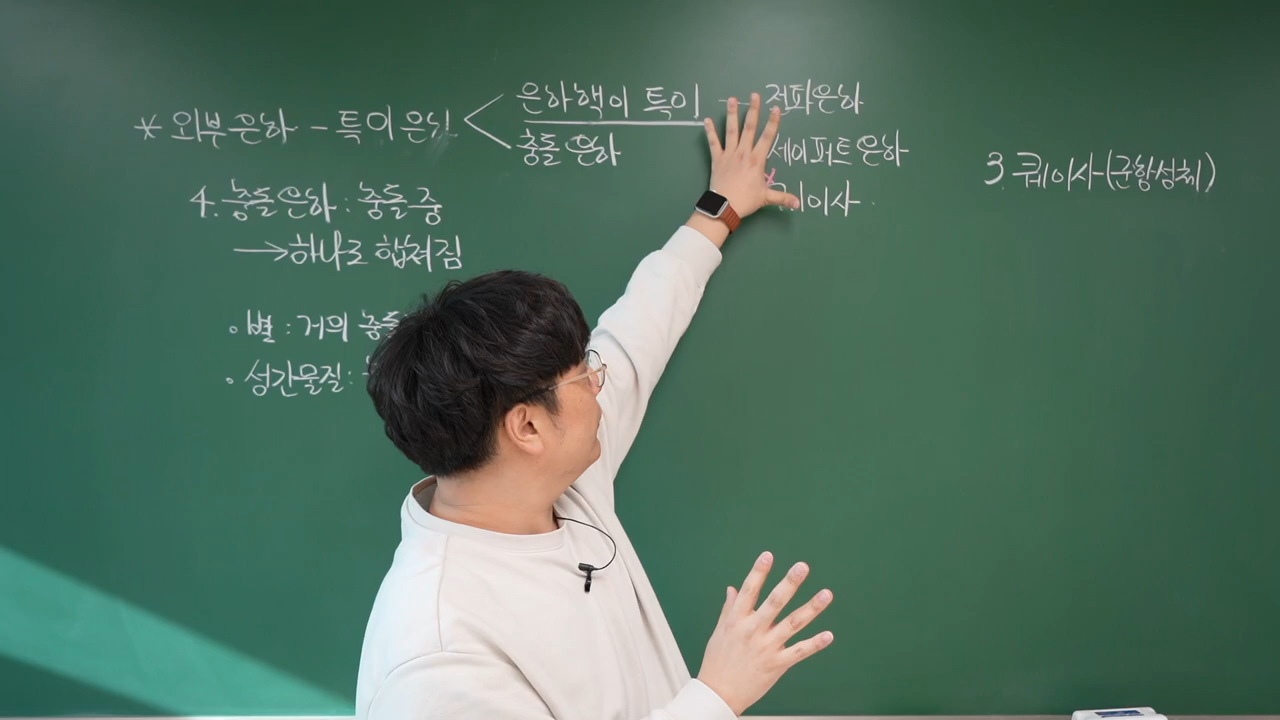 * 외부은하 - 특이은하 < 은하핵이 특이 — 전파은하
충돌 은하
세이퍼트 은하
이사
4. 충돌은하 : 충돌 중
→ 하나로 합쳐짐
• 별 : 거의
• 성간물질 :
3. 퀘이사(준항성체)